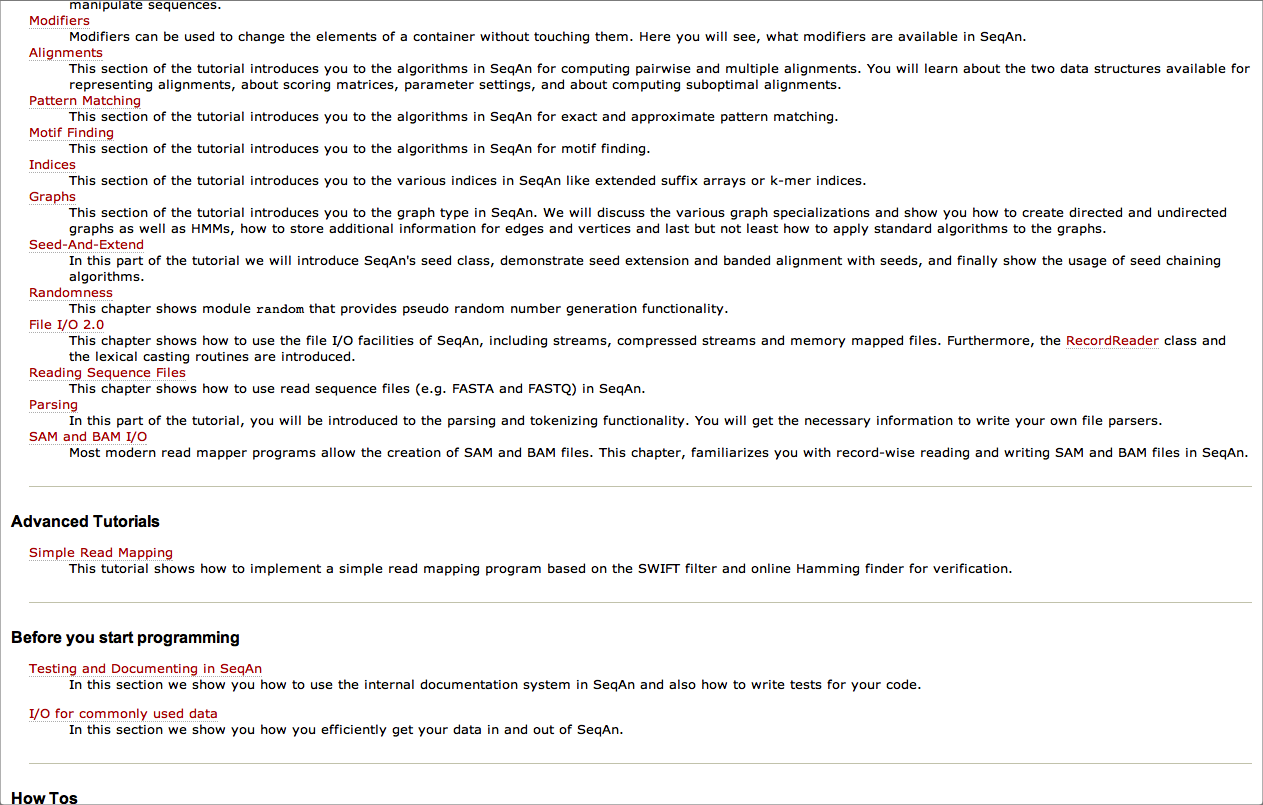 manipulate sequences.
Modifiers
Modifiers can be used to change the elements of a container without touching them. Here you will see, what modifiers are available in SeqAn.
Alignments
This section of the tutorial introduces you to the algorithms in SeqAn for computing pairwise and multiple alignments. You will learn about the two data structures available for
representing alignments, about scoring matrices, parameter settings, and about computing suboptimal alignments.
Pattern Matching
This section of the tutorial introduces you to the algorithms in SeqAn for exact and approximate pattern matching.
Motif Finding
This section of the tutorial introduces you to the algorithms in SeqAn for motif finding.
Indices
This section of the tutorial introduces you to the various indices in SeqAn like extended suffix arrays or k-mer indices.
Graphs
This section of the tutorial introduces you to the graph type in SeqAn. We will discuss the various graph specializations and show you how to create directed and undirected
graphs as well as HMMs, how to store additional information for edges and vertices and last but not least how to apply standard algorithms to the graphs.
Seed-And-Extend
In this part of the tutorial we will introduce SeqAn's seed class, demonstrate seed extension and banded alignment with seeds, and finally show the usage of seed chaining
algorithms.
Randomness
This chapter shows module random that provides pseudo random number generation functionality.
File I/O 2.0
This chapter shows how to use the file I/O facilities of SeqAn, including streams, compressed streams and memory mapped files. Furthermore, the RecordReader class and
the lexical casting routines are introduced.
Reading Sequence Files
This chapter shows how to use read sequence files (e.g. FASTA and FASTQ) in SeqAn.
Parsing
In this part of the tutorial, you will be introduced to the parsing and tokenizing functionality. You will get the necessary information to write your own file parsers.
SAM and BAM I/O
Most modern read mapper programs allow the creation of SAM and BAM files. This chapter, familiarizes you with record-wise reading and writing SAM and BAM files in SeqAn.
Advanced Tutorials
Simple Read Mapping
This tutorial shows how to implement a simple read mapping program based on the SWIFT filter and online Hamming finder for verification.
Before you start programming
Testing and Documenting in SeqAn
In this section we show you how to use the internal documentation system in SeqAn and also how to write tests for your code.
I/O for commonly used data
In this section we show you how you efficiently get your data in and out of SeqAn.
How Tos